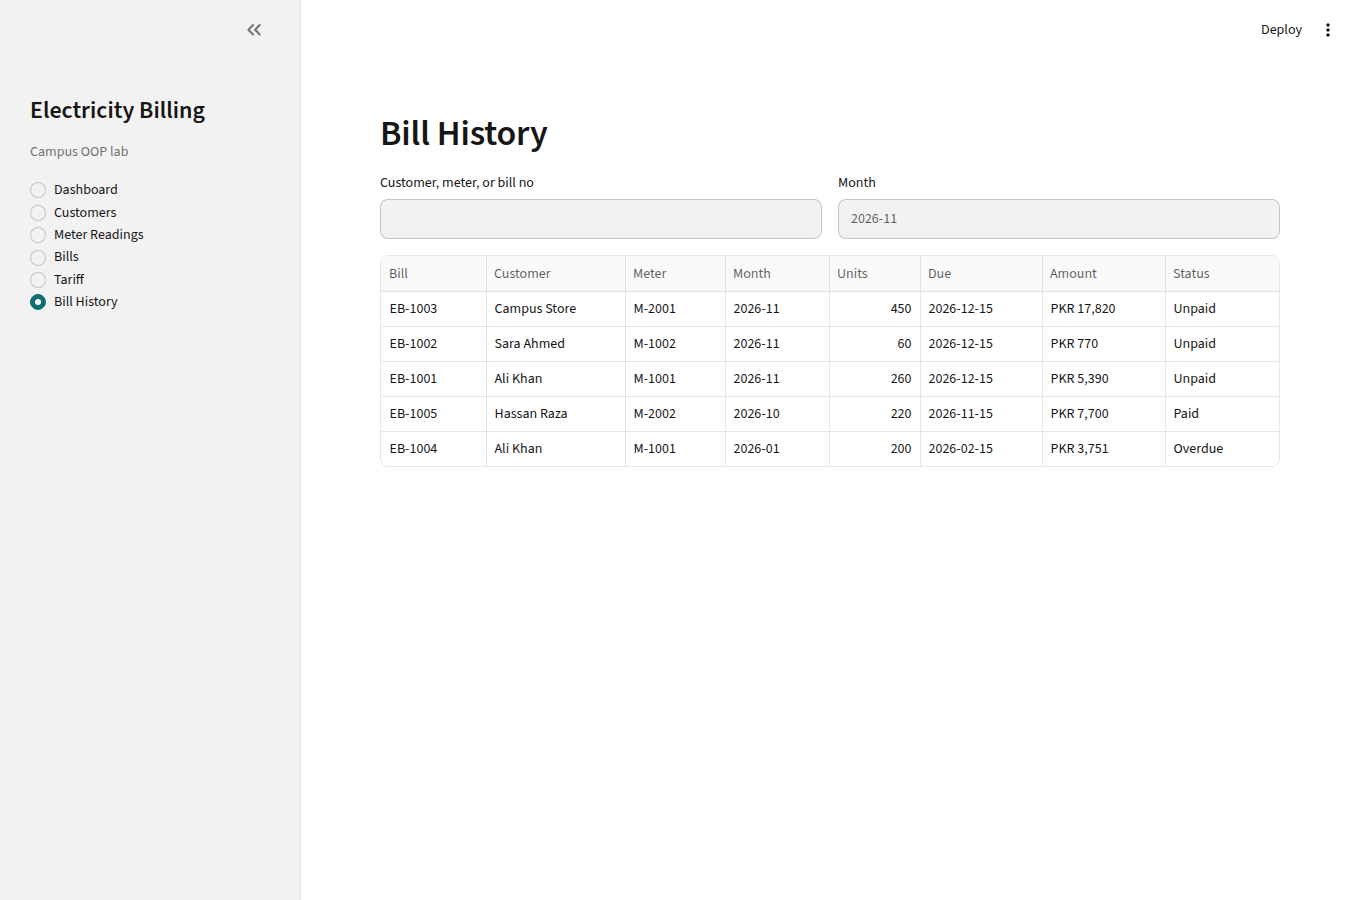 Deploy
Electricity Billing
Campus OOP lab
Dashboard
Customers
Meter Readings
Bills
Tariff
Bill History
Bill History
Customer, meter, or bill no Month
2026-11
Bill Customer Meter Month Units Due Amount Status
EB-1003 Campus Store M-2001 2026-11 450 2026-12-15 PKR 17,820 Unpaid
EB-1002 Sara Ahmed M-1002 2026-11 60 2026-12-15 PKR 770 Unpaid
EB-1001 Ali Khan M-1001 2026-11 260 2026-12-15 PKR 5,390 Unpaid
EB-1005 Hassan Raza M-2002 2026-10 220 2026-11-15 PKR 7,700 Paid
EB-1004 Ali Khan M-1001 2026-01 200 2026-02-15 PKR 3,751 Overdue